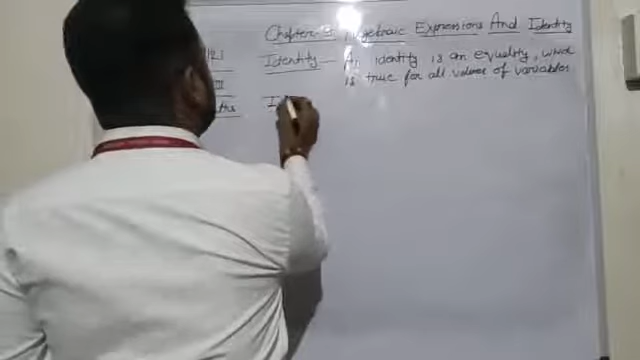 Chapter-9 Algebraic Expressions And Identity
Identity — An identity is an equality, which
is true for all values of variables
I